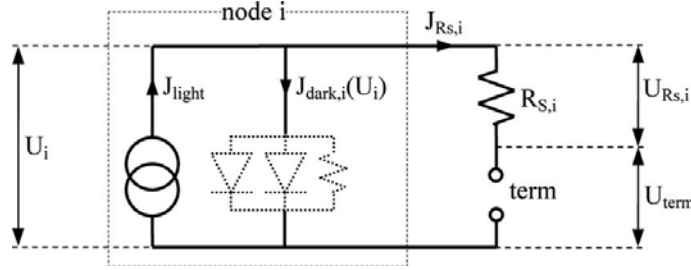 node i
J_Rs,i
J_light
J_dark,i(U_i)
R_S,i
U_Rs,i
U_i
term
U_term